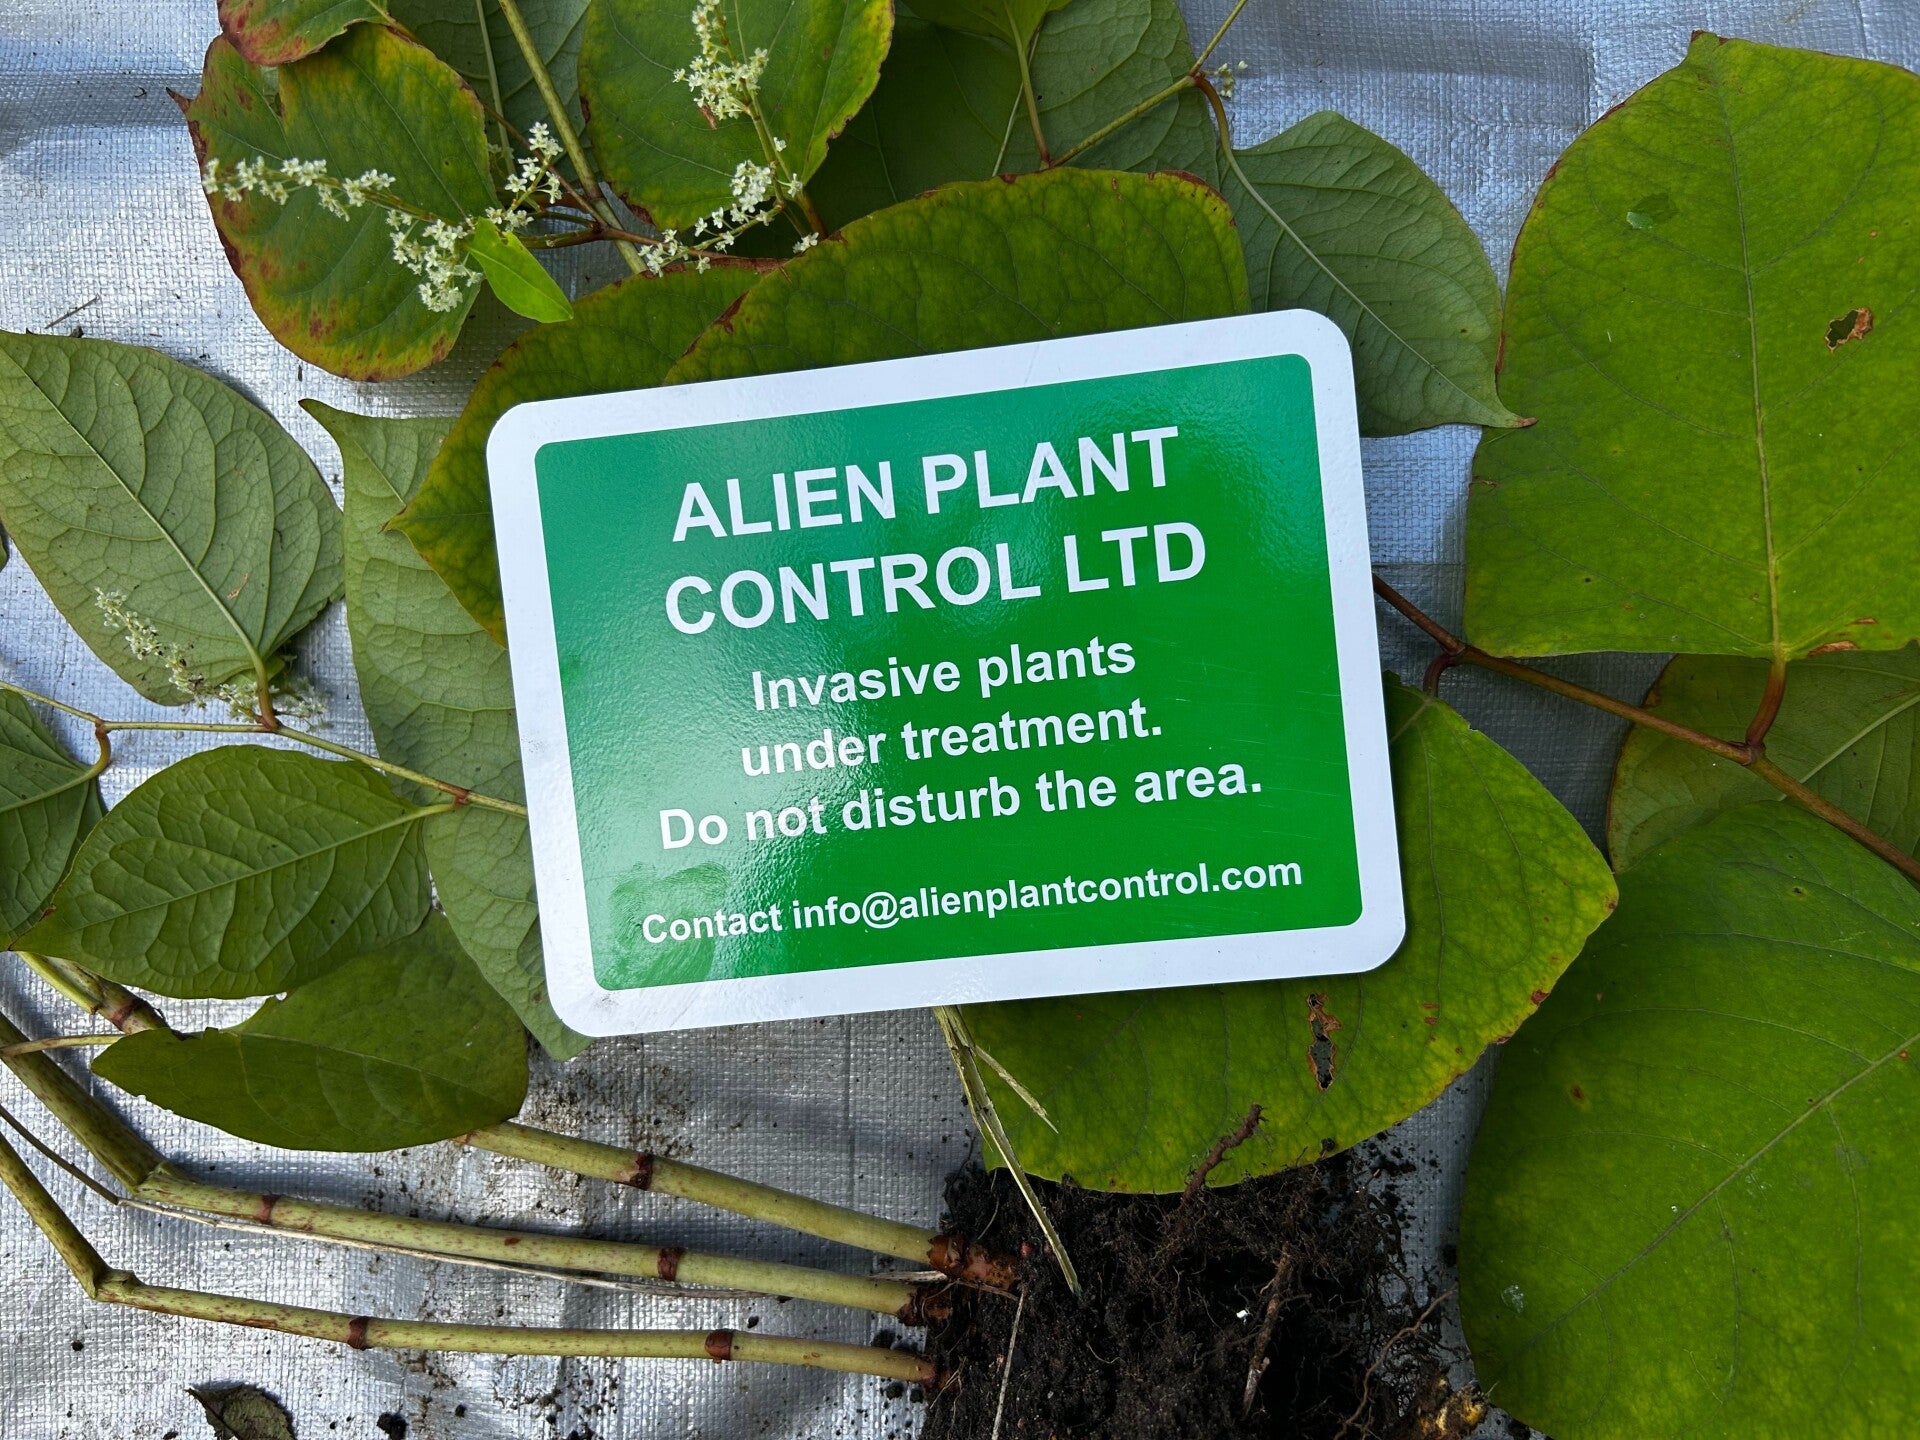 ALIEN PLANT
CONTROL LTD
Invasive plants
under treatment.
Do not disturb the area.
Contact info@alienplantcontrol.com